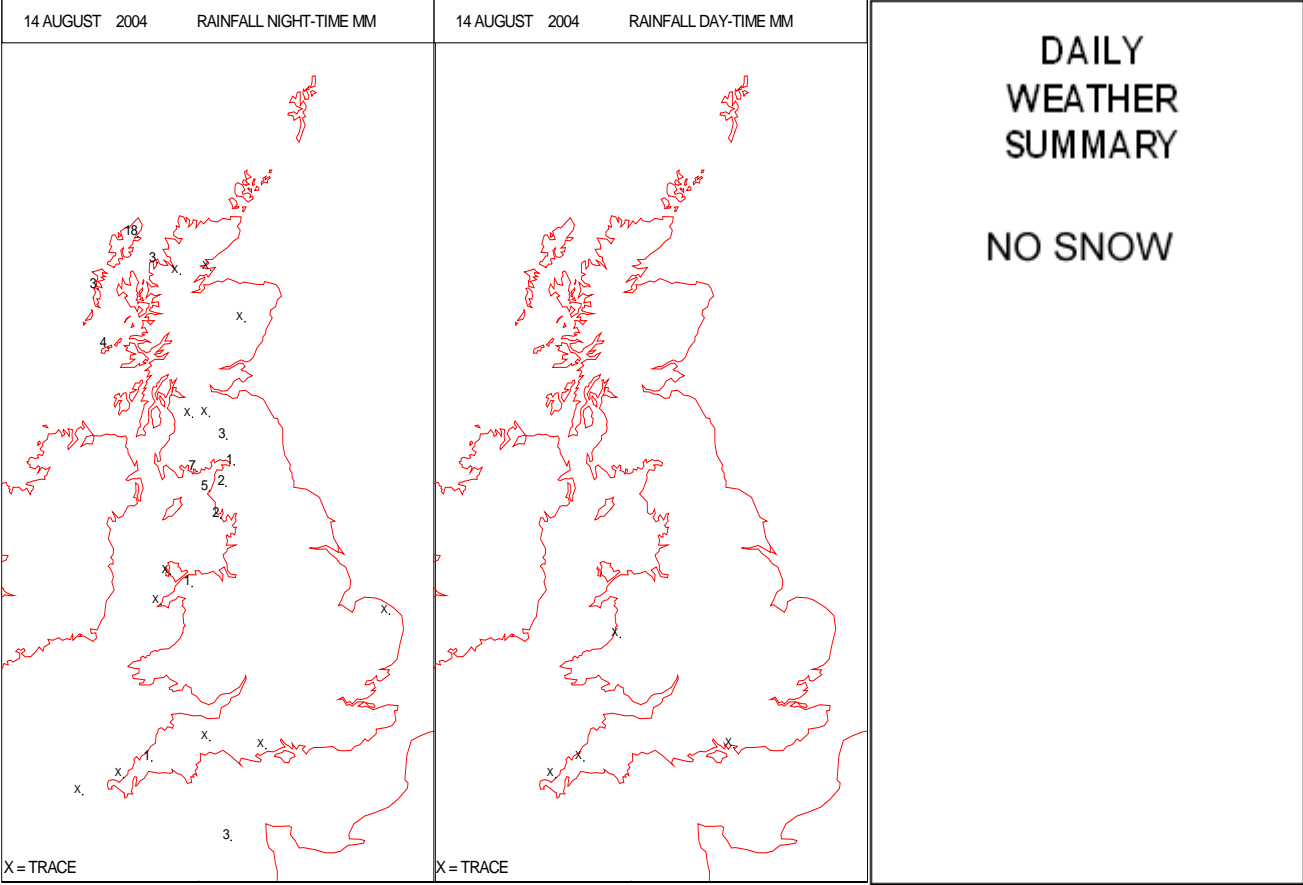 14 AUGUST 2004 RAINFALL NIGHT-TIME MM
18
3
X
X
3
X
4
X X
3
7 1
5 2
2
X
1
X
X
X
X
1
X
X
3
X = TRACE
14 AUGUST 2004 RAINFALL DAY-TIME MM
X
X
X
X
X = TRACE
DAILY
WEATHER
SUMMARY
NO SNOW